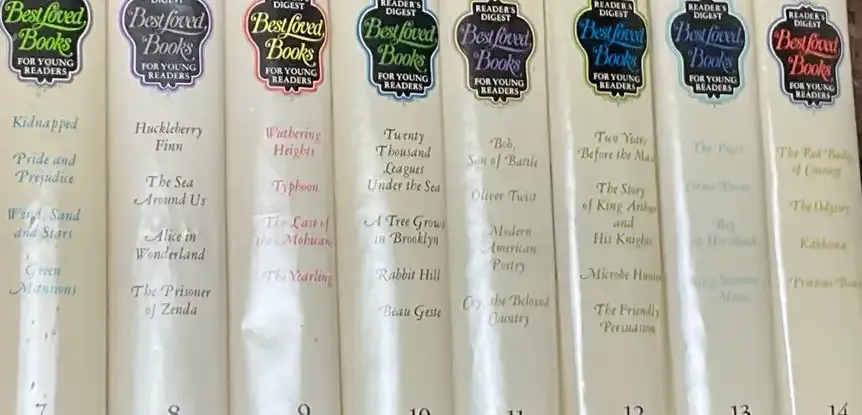 Best Loved
Books
FOR YOUNG
READERS
Kidnapped
Pride and
Prejudice
Wind, Sand
and Stars
Green
Mansions
7
DIGEST
Best Loved
Books
FOR YOUNG
READERS
Huckleberry
Finn
The Sea
Around Us
Alice in
Wonderland
The Prisoner
of Zenda
8
DIGEST
Best Loved
Books
FOR YOUNG
READERS
Wuthering
Heights
Typhoon
The Last of
the Mohicans
The Yearling
9
READER'S
DIGEST
Best Loved
Books
FOR YOUNG
READERS
Twenty
Thousand
Leagues
Under the Sea
A Tree Grows
in Brooklyn
Rabbit Hill
Beau Geste
10
READER'S
DIGEST
Best Loved
Books
FOR YOUNG
READERS
Bob,
Son of Battle
Oliver Twist
Modern
American
Poetry
Cry, the Beloved
Country
11
READER'S
DIGEST
Best Loved
Books
FOR YOUNG
READERS
Two Years
Before the Mast
The Story
of King Arthur
and
His Knights
Microbe Hunters
The Friendly
Persuasion
12
READER'S
DIGEST
Best Loved
Books
FOR YOUNG
READERS
The Pearl
13
READER'S
DIGEST
Best Loved
Books
FOR YOUNG
READERS
The Red Badge
of Courage
The Odyssey
Kabloona
Precious Bane
14